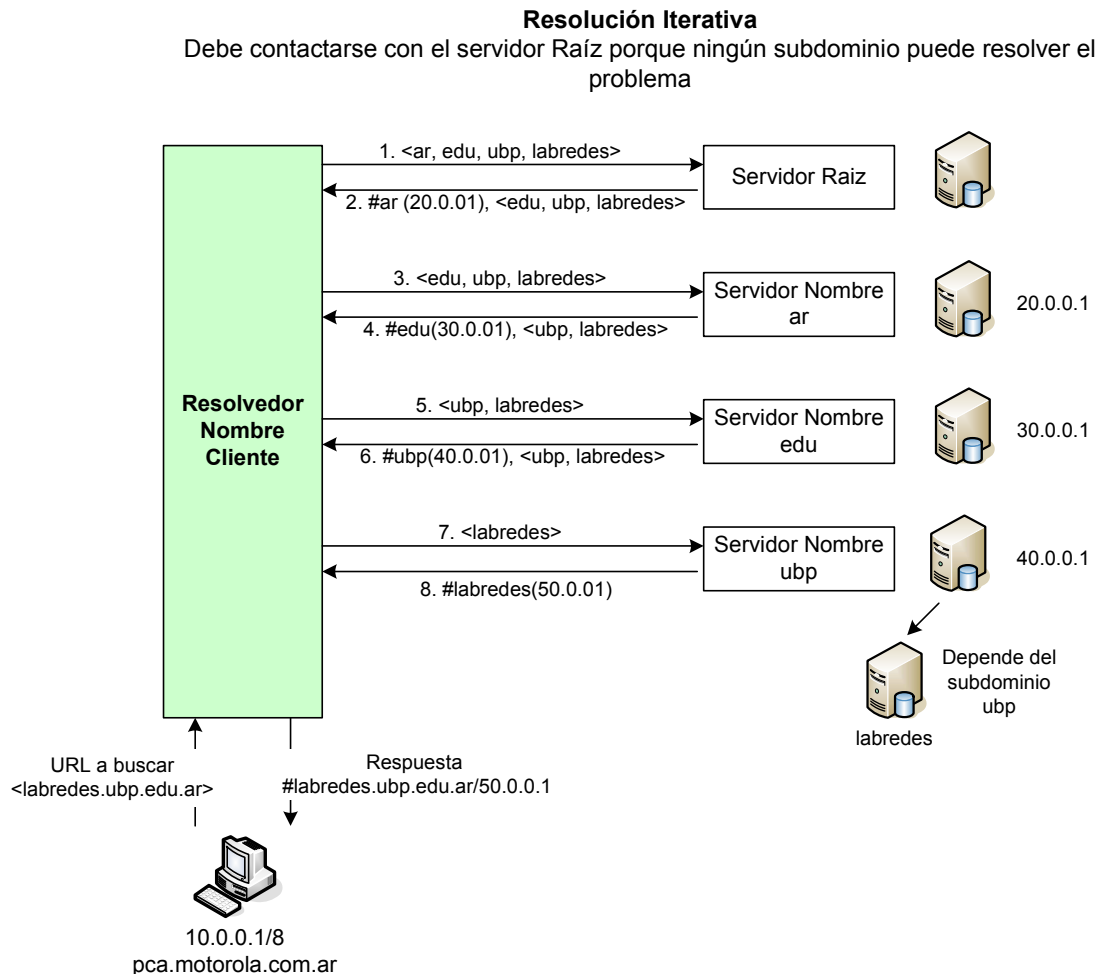 Resolución Iterativa
Debe contactarse con el servidor Raíz porque ningún subdominio puede resolver el
problema
1. <ar, edu, ubp, labredes>
Servidor Raiz
2. #ar (20.0.01), <edu, ubp, labredes>
3. <edu, ubp, labredes>
Servidor Nombre
ar
20.0.0.1
4. #edu(30.0.01), <ubp, labredes>
Resolvedor
Nombre
Cliente
5. <ubp, labredes>
Servidor Nombre
edu
30.0.0.1
6. #ubp(40.0.01), <ubp, labredes>
7. <labredes>
Servidor Nombre
ubp
40.0.0.1
8. #labredes(50.0.01)
Depende del
subdominio
ubp
labredes
URL a buscar
<labredes.ubp.edu.ar>
Respuesta
#labredes.ubp.edu.ar/50.0.0.1
10.0.0.1/8
pca.motorola.com.ar